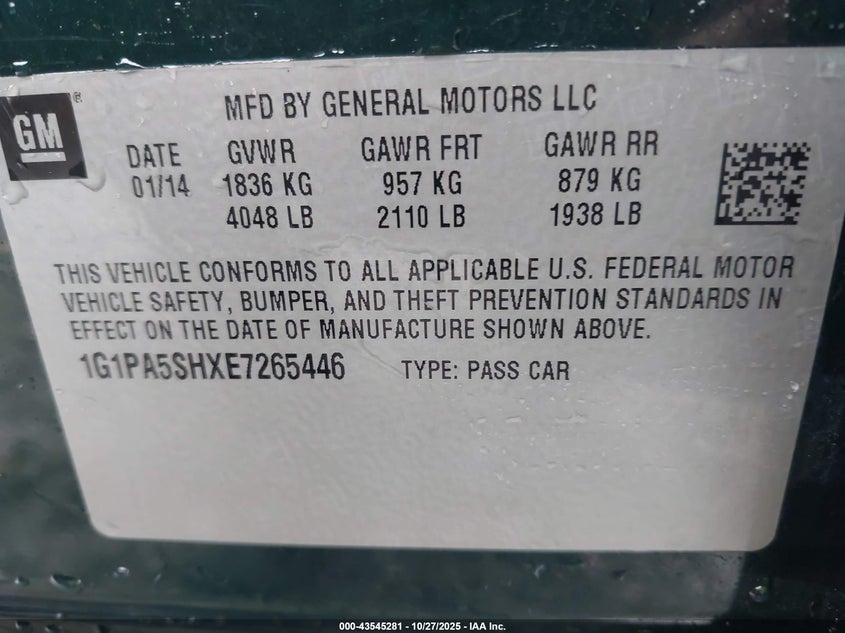 GM ®
MFD BY GENERAL MOTORS LLC
DATE GVWR GAWR FRT GAWR RR
01/14 1836 KG 957 KG 879 KG
4048 LB 2110 LB 1938 LB
THIS VEHICLE CONFORMS TO ALL APPLICABLE U.S. FEDERAL MOTOR
VEHICLE SAFETY, BUMPER, AND THEFT PREVENTION STANDARDS IN
EFFECT ON THE DATE OF MANUFACTURE SHOWN ABOVE.
1G1PA5SHXE7265446 TYPE: PASS CAR
000-43545281 - 10/27/2025 - IAA Inc.